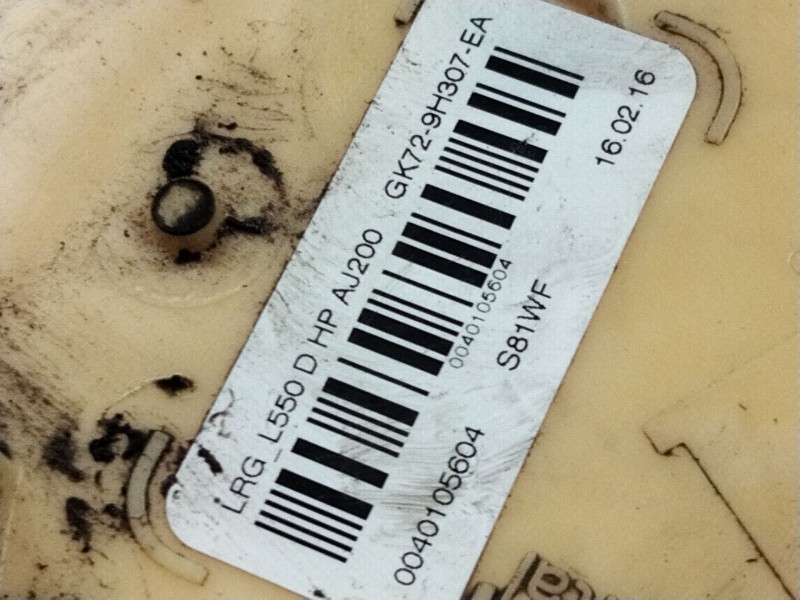 LRG_L550 D HP AJ200 GK72-9H307-EA
0040105604
0040105604 S81WF 16.02.16